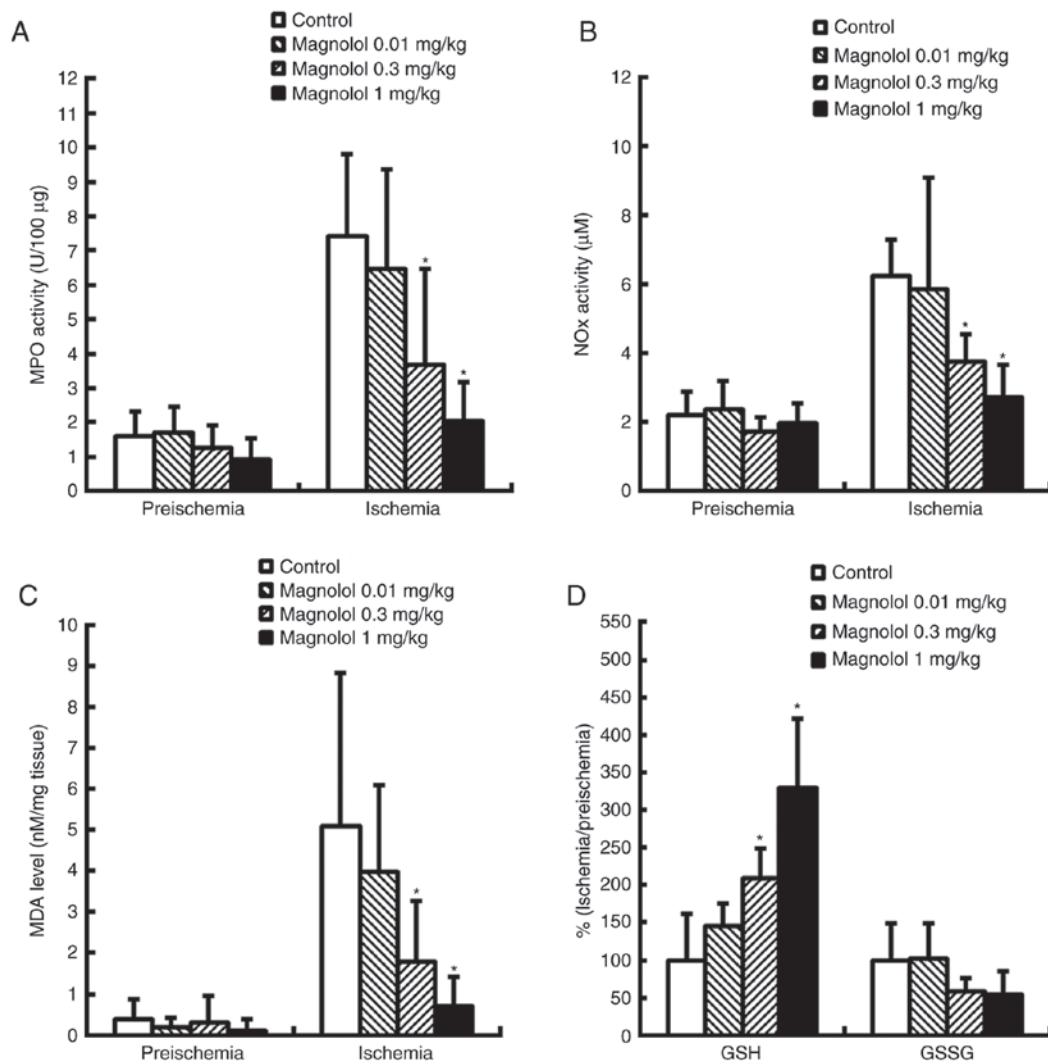 A
Control
Magnolol 0.01 mg/kg
Magnolol 0.3 mg/kg
Magnolol 1 mg/kg
MPO activity (U/100 µg)
12
11
10
9
8
7
6
5
4
3
2
1
0
*
*
Preischemia
Ischemia
B
Control
Magnolol 0.01 mg/kg
Magnolol 0.3 mg/kg
Magnolol 1 mg/kg
NOx activity (µM)
12
10
8
6
4
2
0
*
*
Preischemia
Ischemia
C
Control
Magnolol 0.01 mg/kg
Magnolol 0.3 mg/kg
Magnolol 1 mg/kg
MDA level (nM/mg tissue)
10
9
8
7
6
5
4
3
2
1
0
*
*
Preischemia
Ischemia
D
Control
Magnolol 0.01 mg/kg
Magnolol 0.3 mg/kg
Magnolol 1 mg/kg
% (Ischemia/preischemia)
550
500
450
400
350
300
250
200
150
100
50
0
*
*
GSH
GSSG